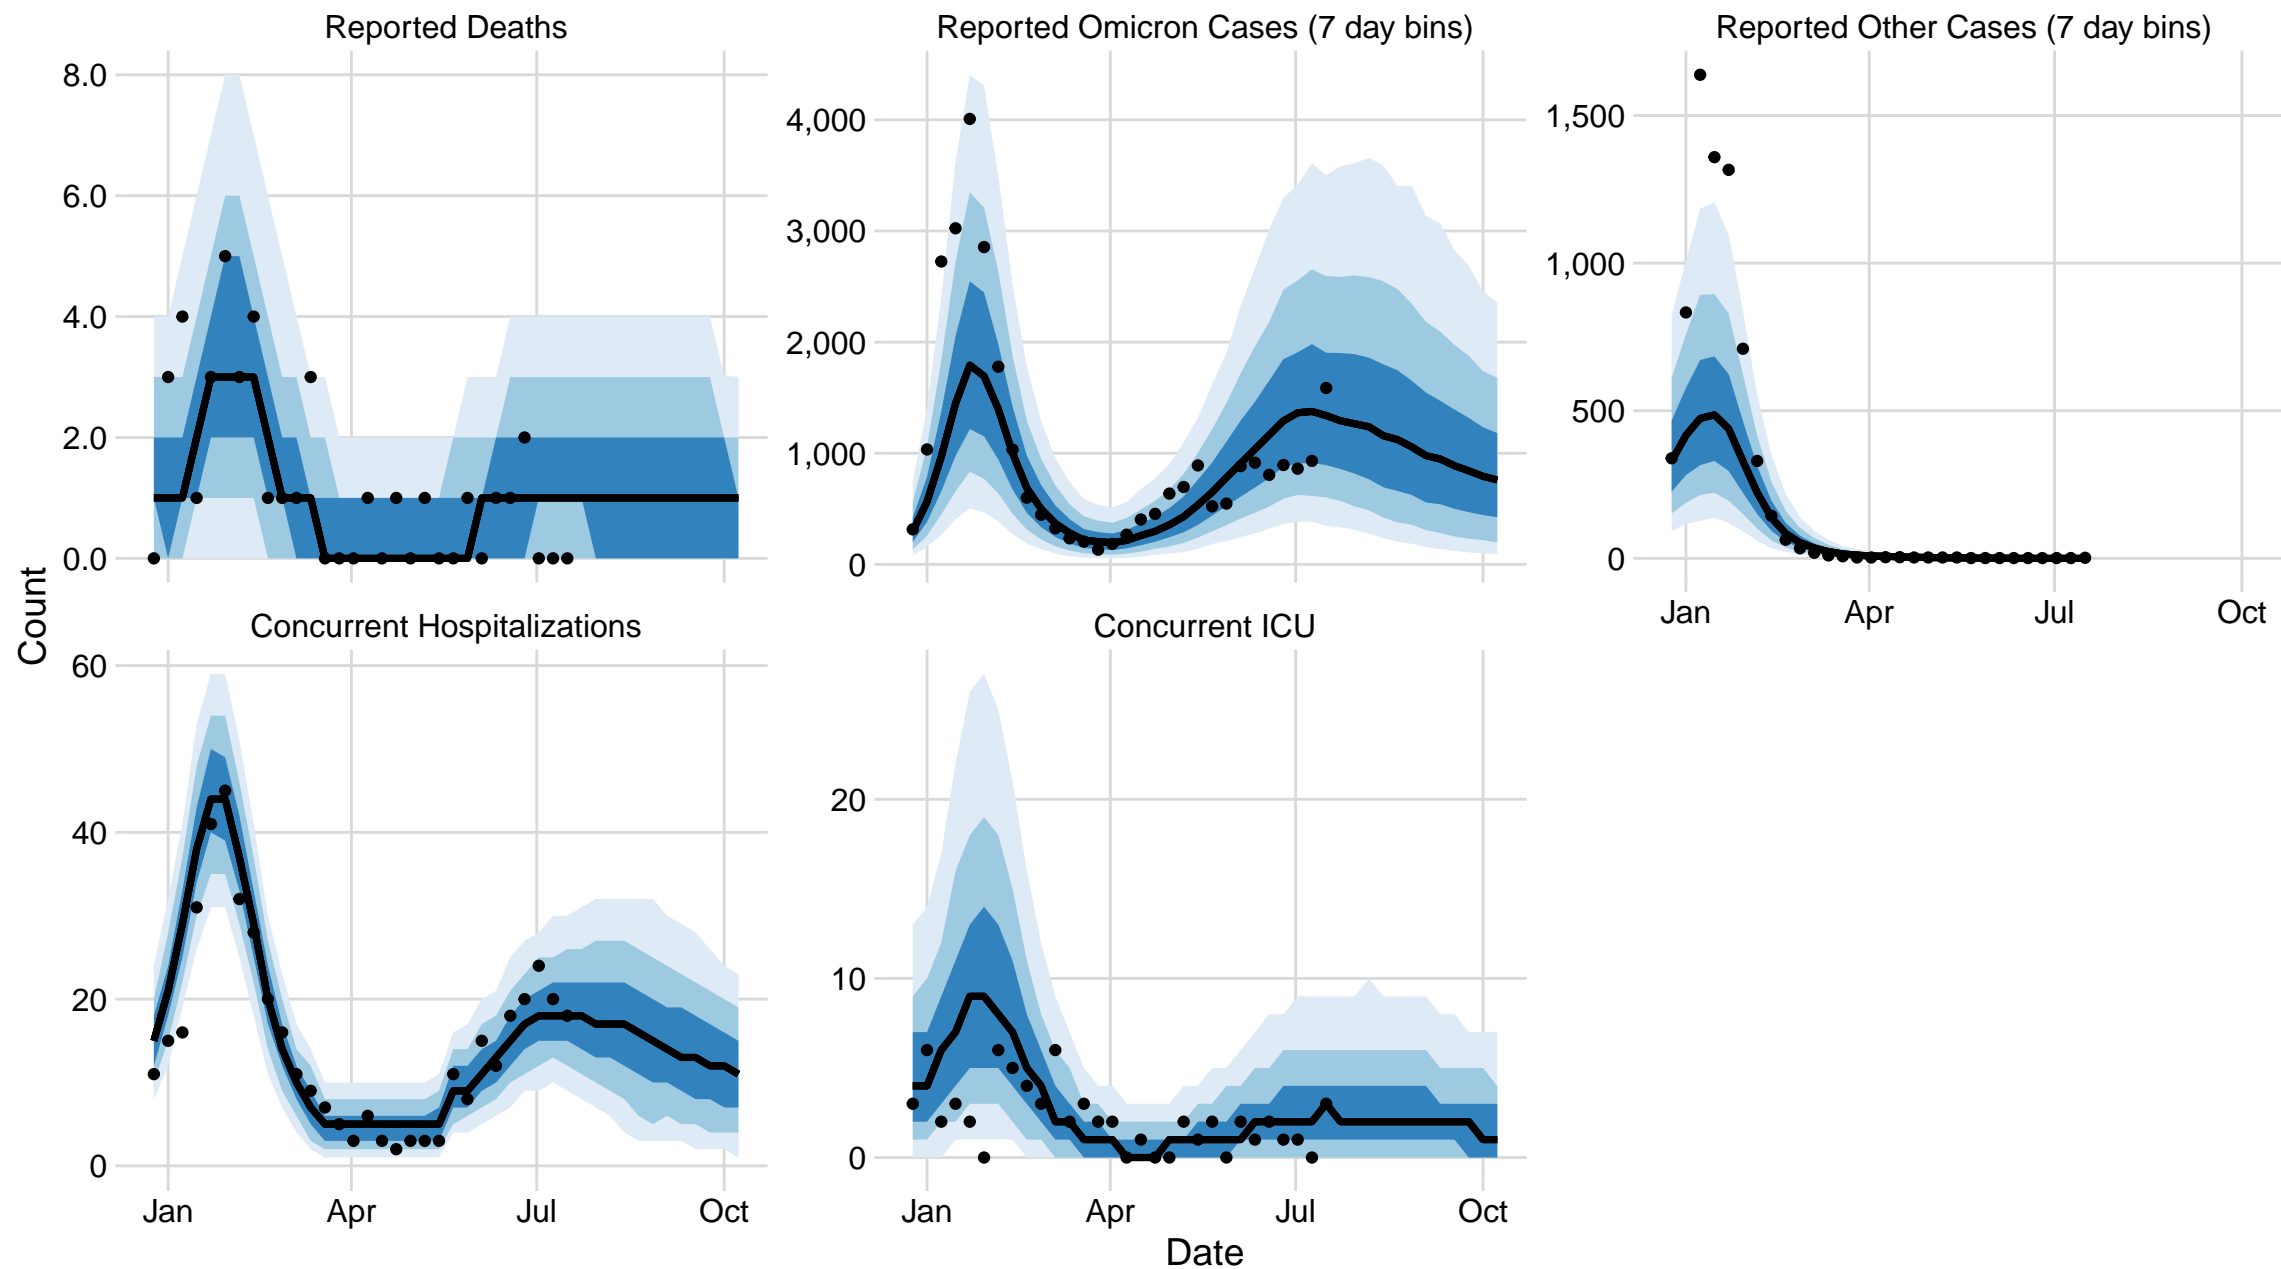 Reported Deaths
8.0
6.0
4.0
2.0
0.0
Reported Omicron Cases (7 day bins)
4,000
3,000
2,000
1,000
0
Reported Other Cases (7 day bins)
1,500
1,000
500
0
Jan Apr Jul Oct
Count
Concurrent Hospitalizations
60
40
20
0
Jan Apr Jul Oct
Concurrent ICU
20
10
0
Jan Apr Jul Oct
Date